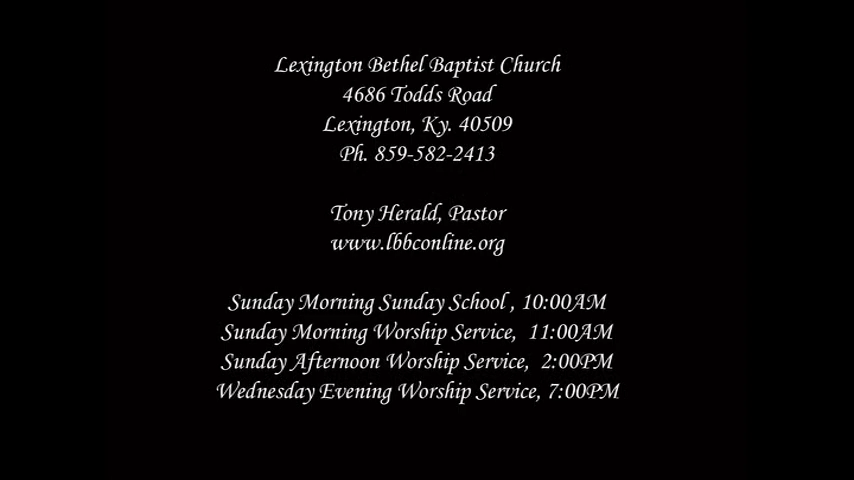 Lexington Bethel Baptist Church
4686 Todds Road
Lexington, Ky. 40509
Ph. 859-582-2413
Tony Herald, Pastor
www.lbbconline.org
Sunday Morning Sunday School , 10:00AM
Sunday Morning Worship Service, 11:00AM
Sunday Afternoon Worship Service, 2:00PM
Wednesday Evening Worship Service, 7:00PM